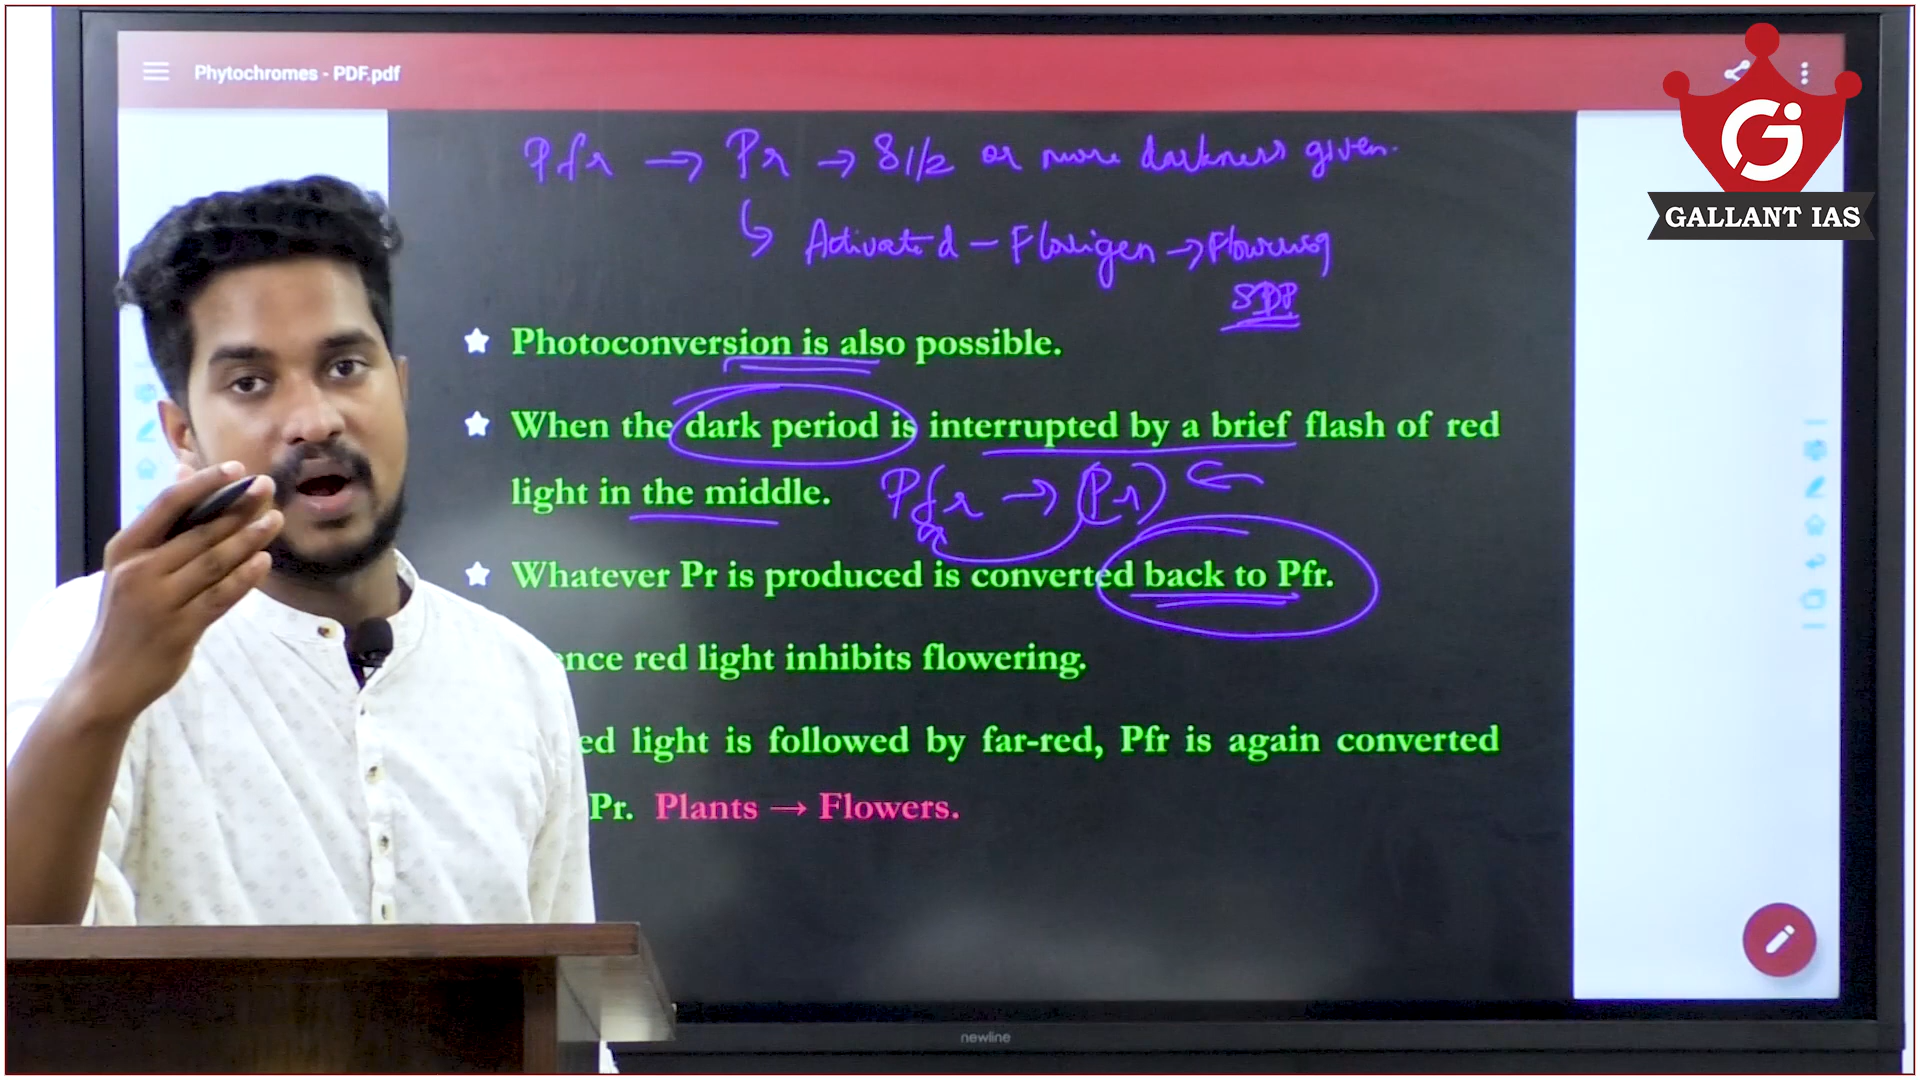 Phytochromes - PDF.pdf
GALLANT IAS
Pfr → Pr → 8 1/2 or more darkness given.
↳ Activated - Florigen → Flowering
SDP
★ Photoconversion is also possible.
★ When the dark period is interrupted by a brief flash of red
light in the middle. Pfr → (Pr) ←
★ Whatever Pr is produced is converted back to Pfr.
ence red light inhibits flowering.
ed light is followed by far-red, Pfr is again converted
Pr. Plants → Flowers.
newline